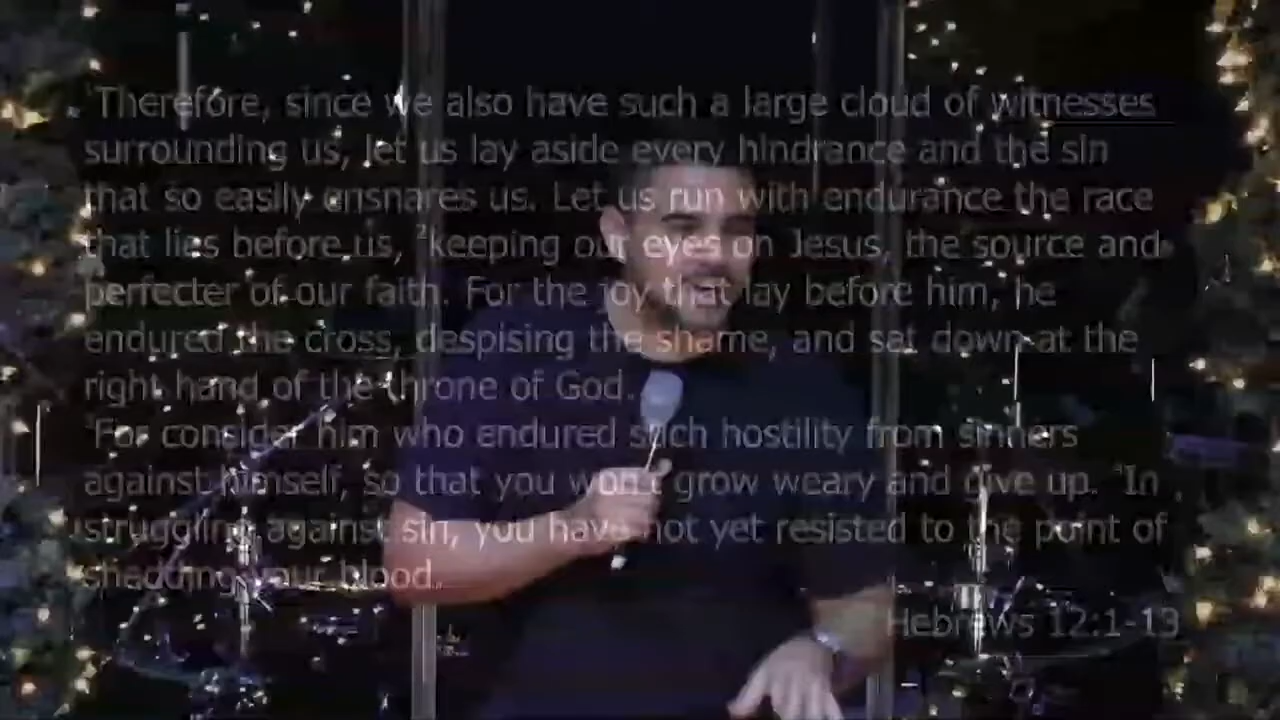 ¹Therefore, since we also have such a large cloud of witnesses
surrounding us, let us lay aside every hindrance and the sin
that so easily ensnares us. Let us run with endurance the race
that lies before us, ²keeping our eyes on Jesus, the source and
perfecter of our faith. For the joy that lay before him, he
endured the cross, despising the shame, and sat down at the
right hand of the throne of God.
³For consider him who endured such hostility from sinners
against himself, so that you won't grow weary and give up. ⁴In
struggling against sin, you have not yet resisted to the point of
shedding your blood.
Hebrews 12:1-13